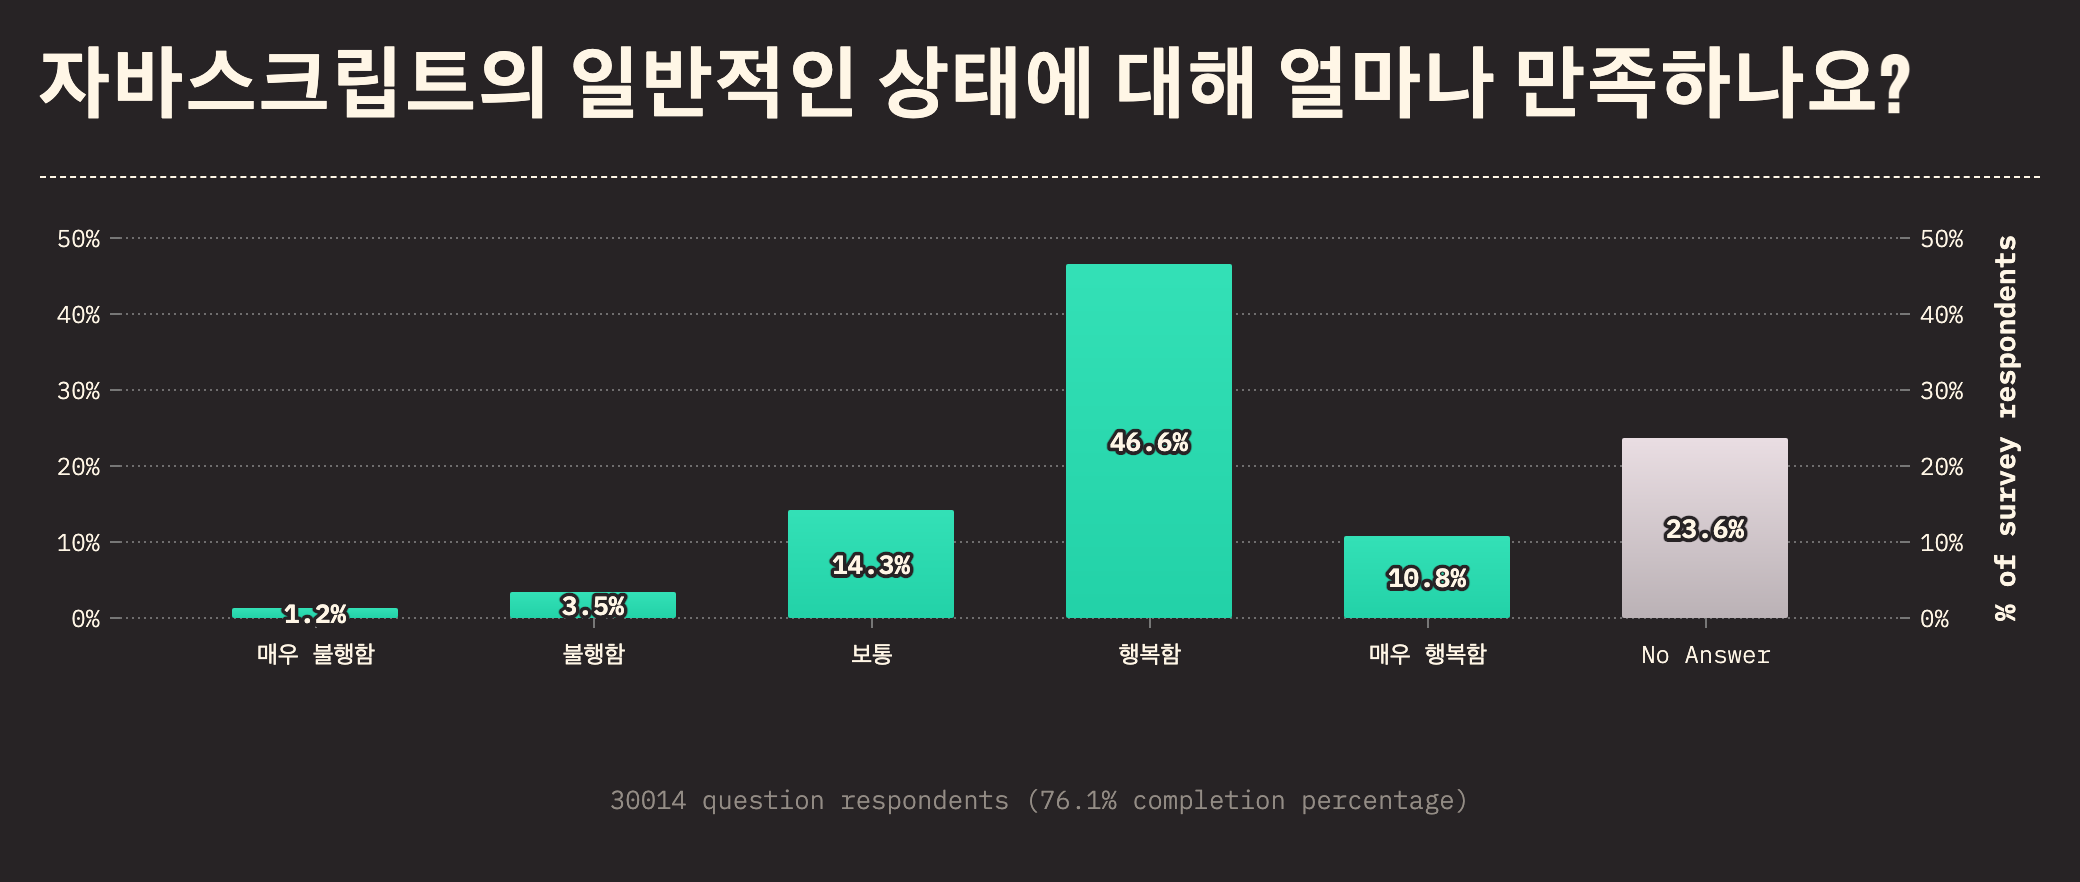 자바스크립트의 일반적인 상태에 대해 얼마나 만족하나요?
50%
40%
30%
20%
10%
0%
50%
40%
30%
20%
10%
0%
% of survey respondents
1.2%
3.5%
14.3%
46.6%
10.8%
23.6%
매우 불행함
불행함
보통
행복함
매우 행복함
No Answer
30014 question respondents (76.1% completion percentage)